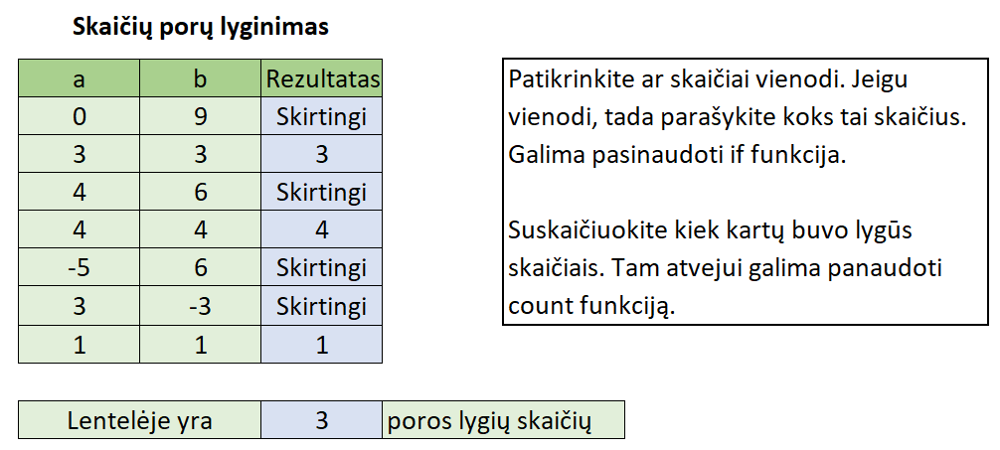 Skaičių porų lyginimas
a b Rezultatas
0 9 Skirtingi
3 3 3
4 6 Skirtingi
4 4 4
-5 6 Skirtingi
3 -3 Skirtingi
1 1 1
Lentelėje yra 3 poros lygių skaičių
Patikrinkite ar skaičiai vienodi. Jeigu
vienodi, tada parašykite koks tai skaičius.
Galima pasinaudoti if funkcija.
Suskaičiuokite kiek kartų buvo lygūs
skaičiais. Tam atvejui galima panaudoti
count funkciją.